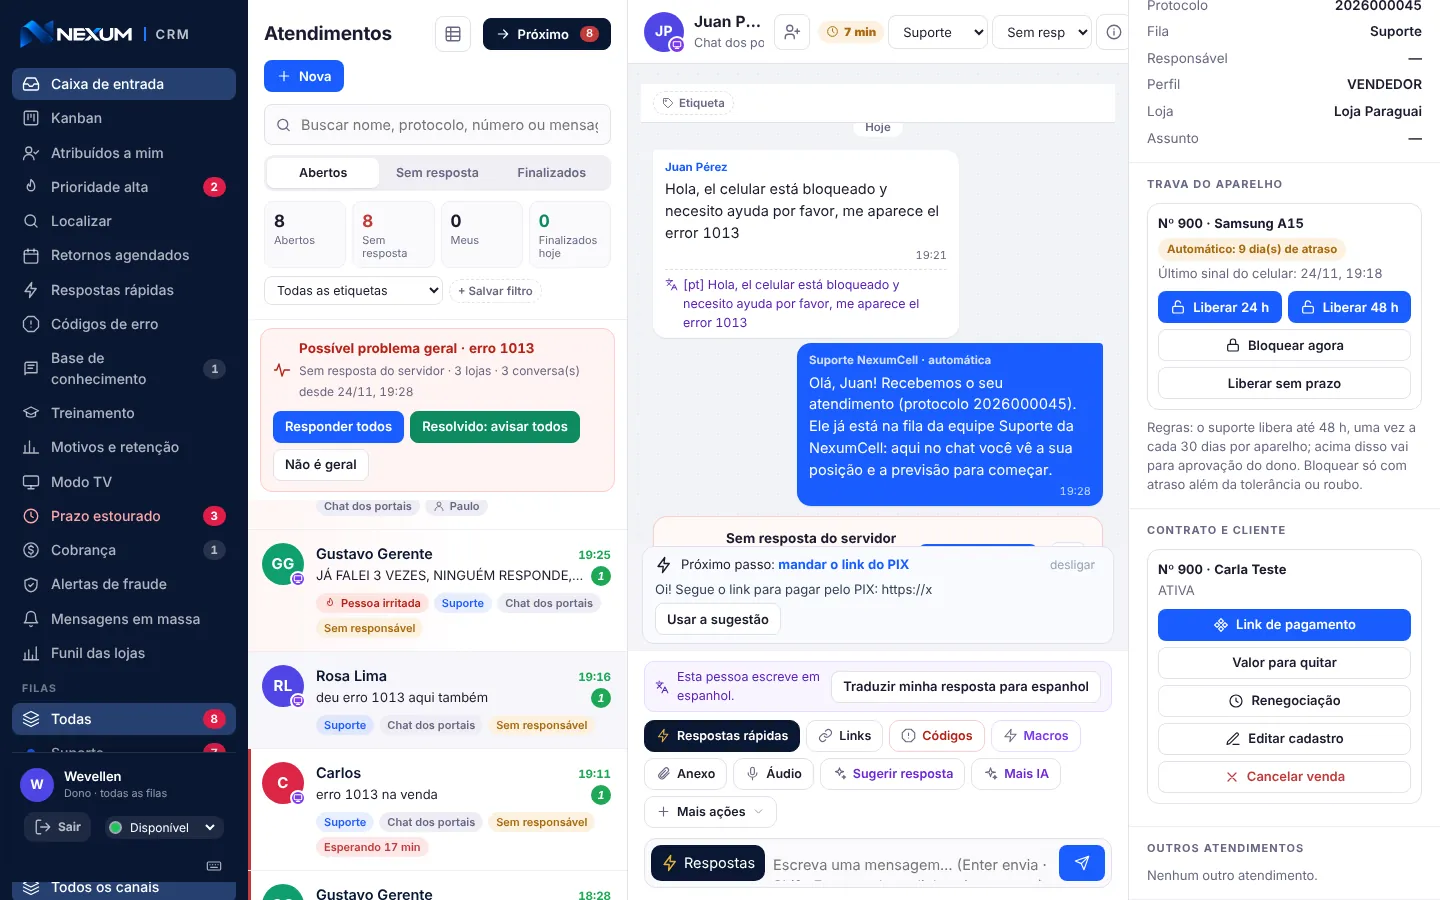 NEXUM | CRM
Caixa de entrada
Kanban
Atribuídos a mim
Prioridade alta 2
Localizar
Retornos agendados
Respostas rápidas
Códigos de erro
Base de
conhecimento 1
Treinamento
Motivos e retenção
Modo TV
Prazo estourado 3
Cobrança 1
Alertas de fraude
Mensagens em massa
Funil das lojas
FILAS
Todas 8
Suporte 7
W Wevellen
Dono · todas as filas
Sair
Disponível
Todos os canais
Atendimentos
Próximo 8
Nova
Buscar nome, protocolo, número ou mensag
Abertos Sem resposta Finalizados
8
Abertos
8
Sem
resposta
0
Meus
0
Finalizados
hoje
Todas as etiquetas
+ Salvar filtro
Possível problema geral · erro 1013
Sem resposta do servidor · 3 lojas · 3 conversa(s)
desde 24/11, 19:28
Responder todos
Resolvido: avisar todos
Não é geral
Chat dos portais Paulo
GG Gustavo Gerente 19:25
JÁ FALEI 3 VEZES, NINGUÉM RESPONDE,... 1
Pessoa irritada Suporte Chat dos portais
Sem responsável
RL Rosa Lima 19:16
deu erro 1013 aqui também 1
Suporte Chat dos portais Sem responsável
C Carlos 19:11
erro 1013 na venda 1
Suporte Chat dos portais Sem responsável
Esperando 17 min
Gustavo Gerente 18:28
JP Juan P...
Chat dos po
7 min
Suporte
Sem resp
Etiqueta
Hoje
Juan Pérez
Hola, el celular está bloqueado y
necesito ayuda por favor, me aparece el
error 1013
19:21
[pt] Hola, el celular está bloqueado y
necesito ayuda por favor, me aparece el
error 1013
Suporte NexumCell · automática
Olá, Juan! Recebemos o seu
atendimento (protocolo 2026000045).
Ele já está na fila da equipe Suporte da
NexumCell: aqui no chat você vê a sua
posição e a previsão para começar.
19:28
Sem resposta do servidor
Próximo passo: mandar o link do PIX desligar
Oi! Segue o link para pagar pelo PIX: https://x
Usar a sugestão
Esta pessoa escreve em
espanhol.
Traduzir minha resposta para espanhol
Respostas rápidas Links Códigos Macros
Anexo Áudio Sugerir resposta Mais IA
Mais ações
Respostas
Escreva uma mensagem... (Enter envia ·
Protocolo 2026000045
Fila Suporte
Responsável —
Perfil VENDEDOR
Loja Loja Paraguai
Assunto —
TRAVA DO APARELHO
Nº 900 · Samsung A15
Automático: 9 dia(s) de atraso
Último sinal do celular: 24/11, 19:18
Liberar 24 h Liberar 48 h
Bloquear agora
Liberar sem prazo
Regras: o suporte libera até 48 h, uma vez a
cada 30 dias por aparelho; acima disso vai
para aprovação do dono. Bloquear só com
atraso além da tolerância ou roubo.
CONTRATO E CLIENTE
Nº 900 · Carla Teste
ATIVA
Link de pagamento
Valor para quitar
Renegociação
Editar cadastro
Cancelar venda
OUTROS ATENDIMENTOS
Nenhum outro atendimento.